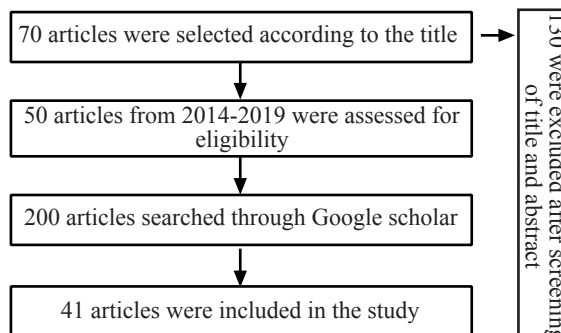 70 articles were selected according to the title
50 articles from 2014-2019 were assessed for
eligibility
200 articles searched through Google scholar
41 articles were included in the study
130 were excluded after screening
of title and abstract